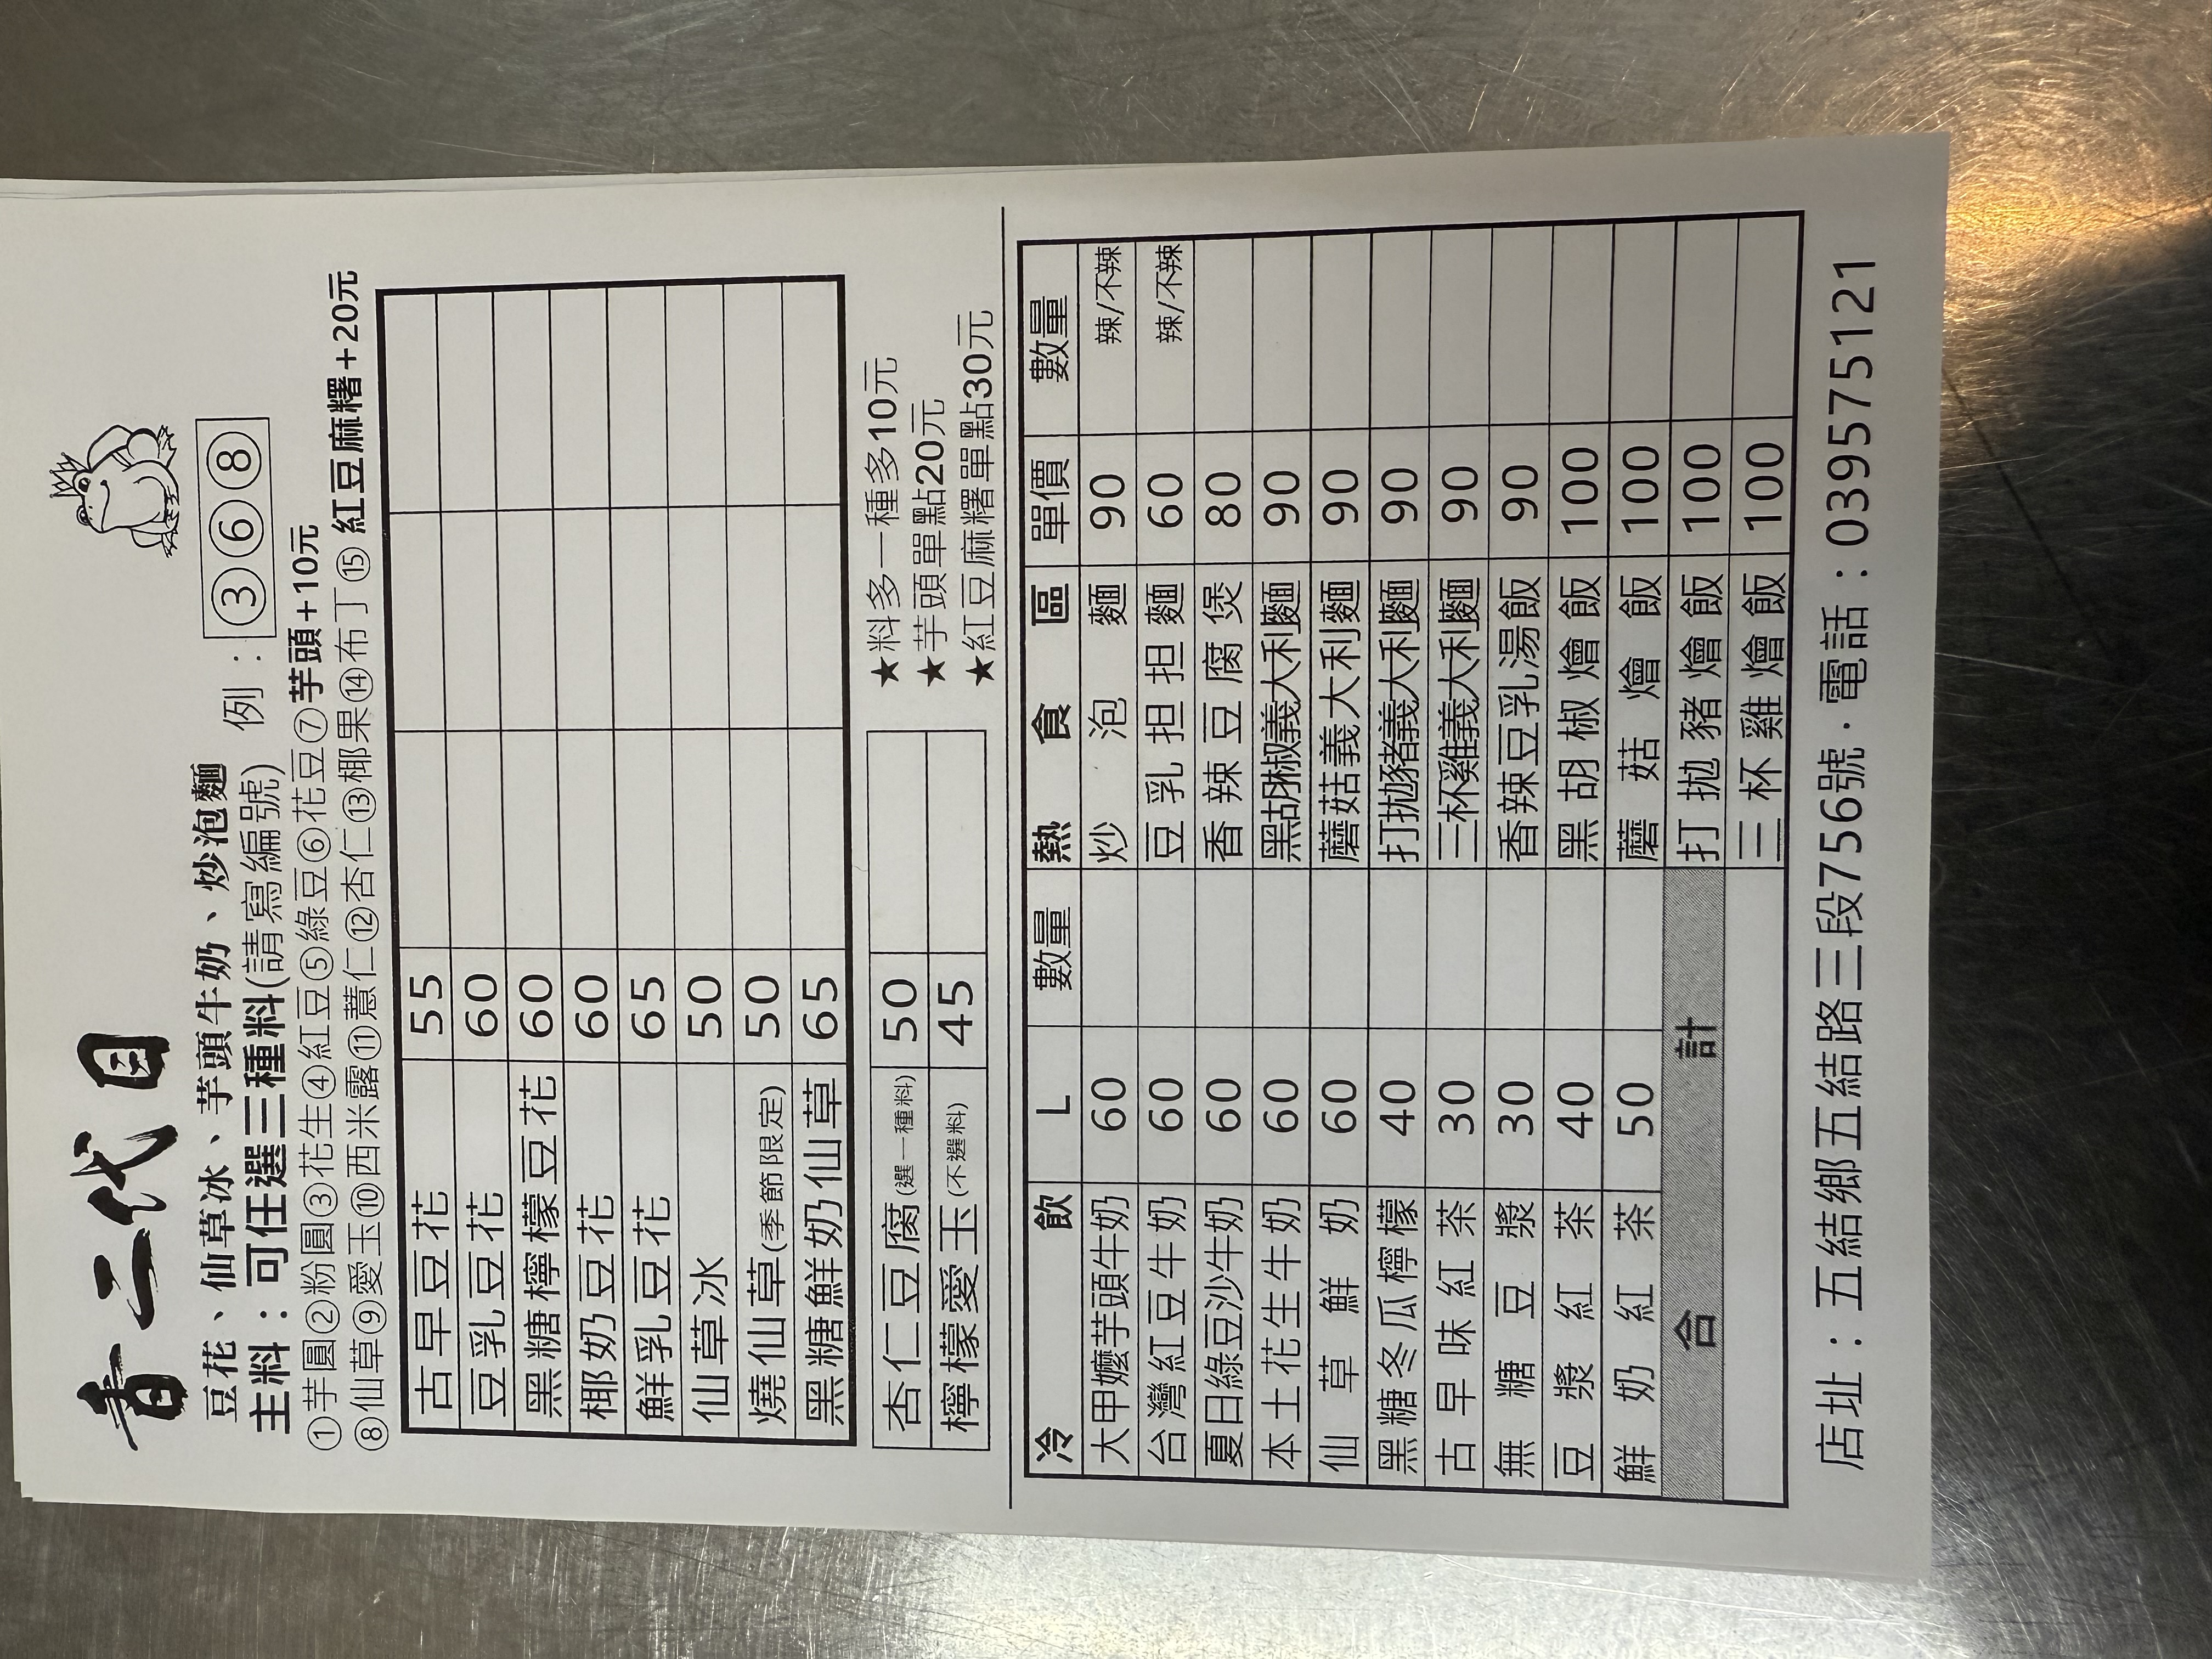 香二代目
豆花、仙草冰、芋頭牛奶、炒泡麵
主料：可任選三種料(請寫編號) 例：③⑥⑧
①芋圓②粉圓③花生④紅豆⑤綠豆⑥花豆⑦芋頭+10元
⑧仙草⑨愛玉⑩西米露⑪薏仁⑫杏仁⑬椰果⑭布丁⑮紅豆麻糬+20元
古早豆花 55
豆乳豆花 60
黑糖檸檬豆花 60
椰奶豆花 60
鮮乳豆花 65
仙草冰 50
燒仙草(季節限定) 50
黑糖鮮奶仙草 65
杏仁豆腐(選一種料) 50
檸檬愛玉(不選料) 45
★料多一種多10元
★芋頭單點20元
★紅豆麻糬單點30元
冷飲 L 數量 熱食區 單價 數量
大甲嬤芋頭牛奶 60 炒泡麵 90 辣/不辣
台灣紅豆牛奶 60 豆乳担担麵 60 辣/不辣
夏日綠豆沙牛奶 60 香辣豆腐煲 80
本土花生牛奶 60 黑胡椒義大利麵 90
仙草鮮奶 60 蘑菇義大利麵 90
黑糖冬瓜檸檬 40 打拋豬義大利麵 90
古早味紅茶 30 三杯雞義大利麵 90
無糖豆漿 30 香辣豆乳湯飯 90
豆漿紅茶 40 黑胡椒燴飯 100
鮮奶紅茶 50 蘑菇燴飯 100
合計 打拋豬燴飯 100
三杯雞燴飯 100
店址：五結鄉五結路三段756號·電話：039575121